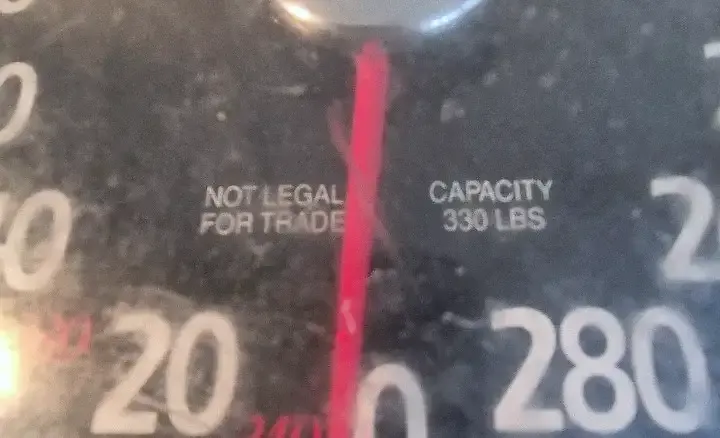 NOT LEGAL
FOR TRADE
CAPACITY
330 LBS
20
0
280